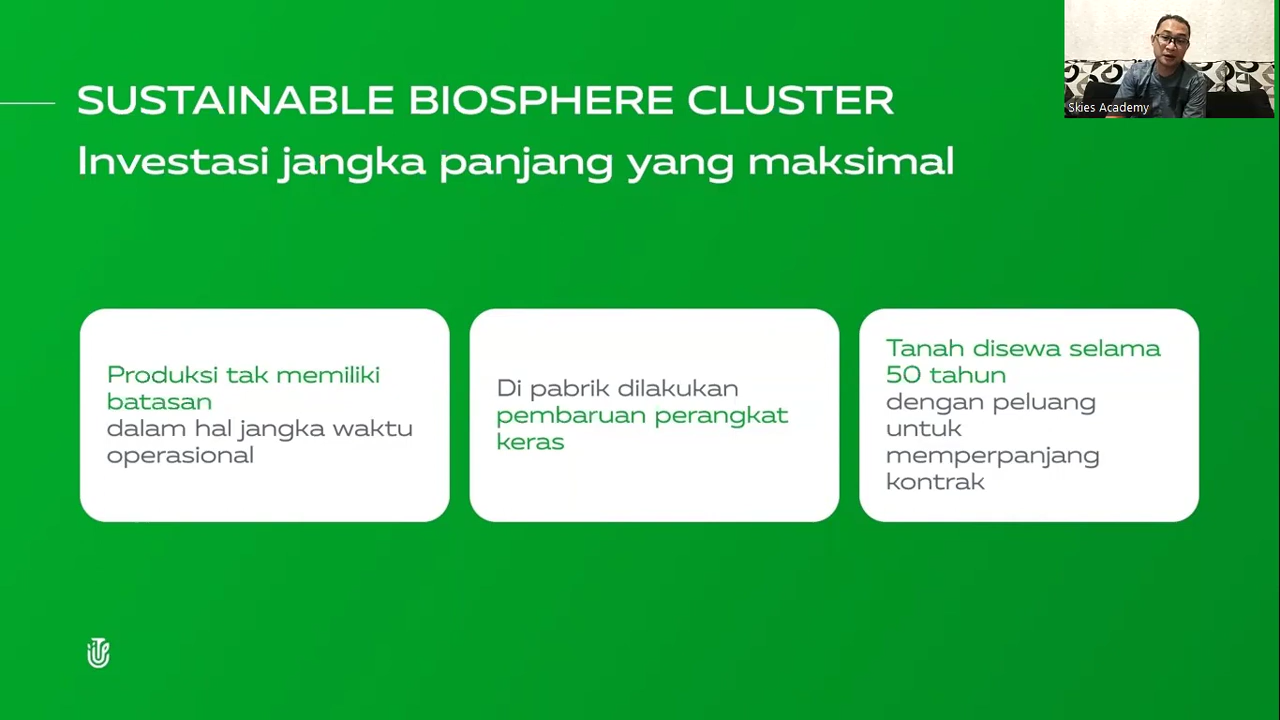 SUSTAINABLE BIOSPHERE CLUSTER
Investasi jangka panjang yang maksimal
Skies Academy
Produksi tak memiliki
batasan
dalam hal jangka waktu
operasional
Di pabrik dilakukan
pembaruan perangkat
keras
Tanah disewa selama
50 tahun
dengan peluang
untuk
memperpanjang
kontrak